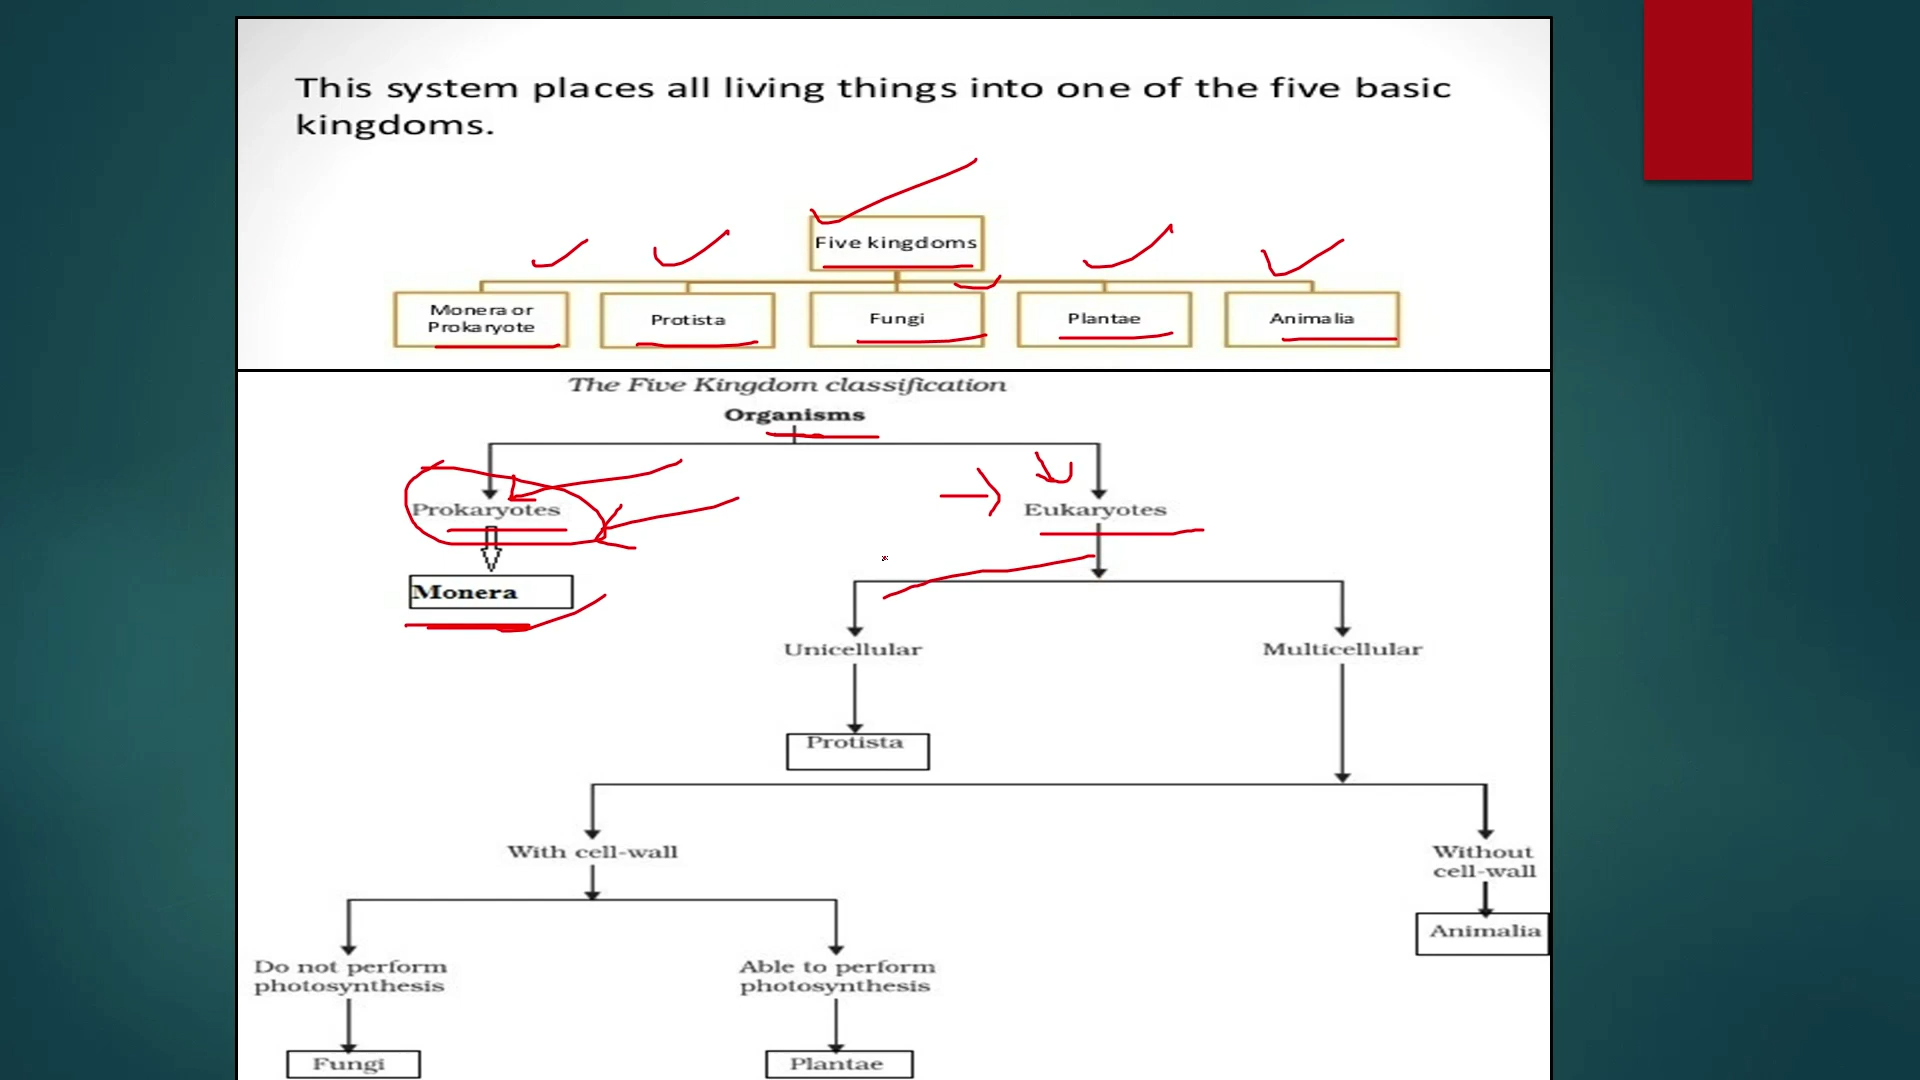 This system places all living things into one of the five basic
kingdoms.
Five kingdoms
Monera or
Prokaryote
Protista
Fungi
Plantae
Animalia
The Five Kingdom classification
Organisms
Prokaryotes
Eukaryotes
Monera
Unicellular
Multicellular
Protista
With cell-wall
Without
cell-wall
Animalia
Do not perform
photosynthesis
Able to perform
photosynthesis
Fungi
Plantae